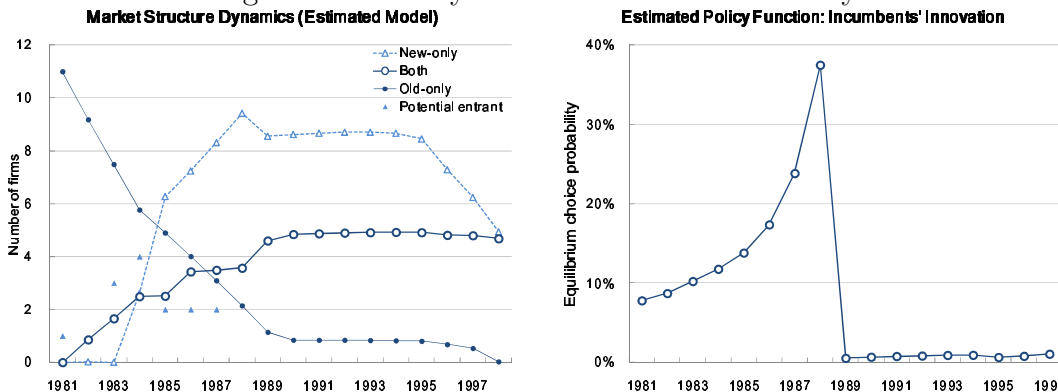 Market Structure Dynamics (Estimated Model)
12
10
8
6
4
2
0
Number of firms
New-only
Both
Old-only
Potential entrant
1981 1983 1985 1987 1989 1991 1993 1995 1997
Estimated Policy Function: Incumbents' Innovation
40%
30%
20%
10%
0%
Equilibrium choice probability
1981 1983 1985 1987 1989 1991 1993 1995